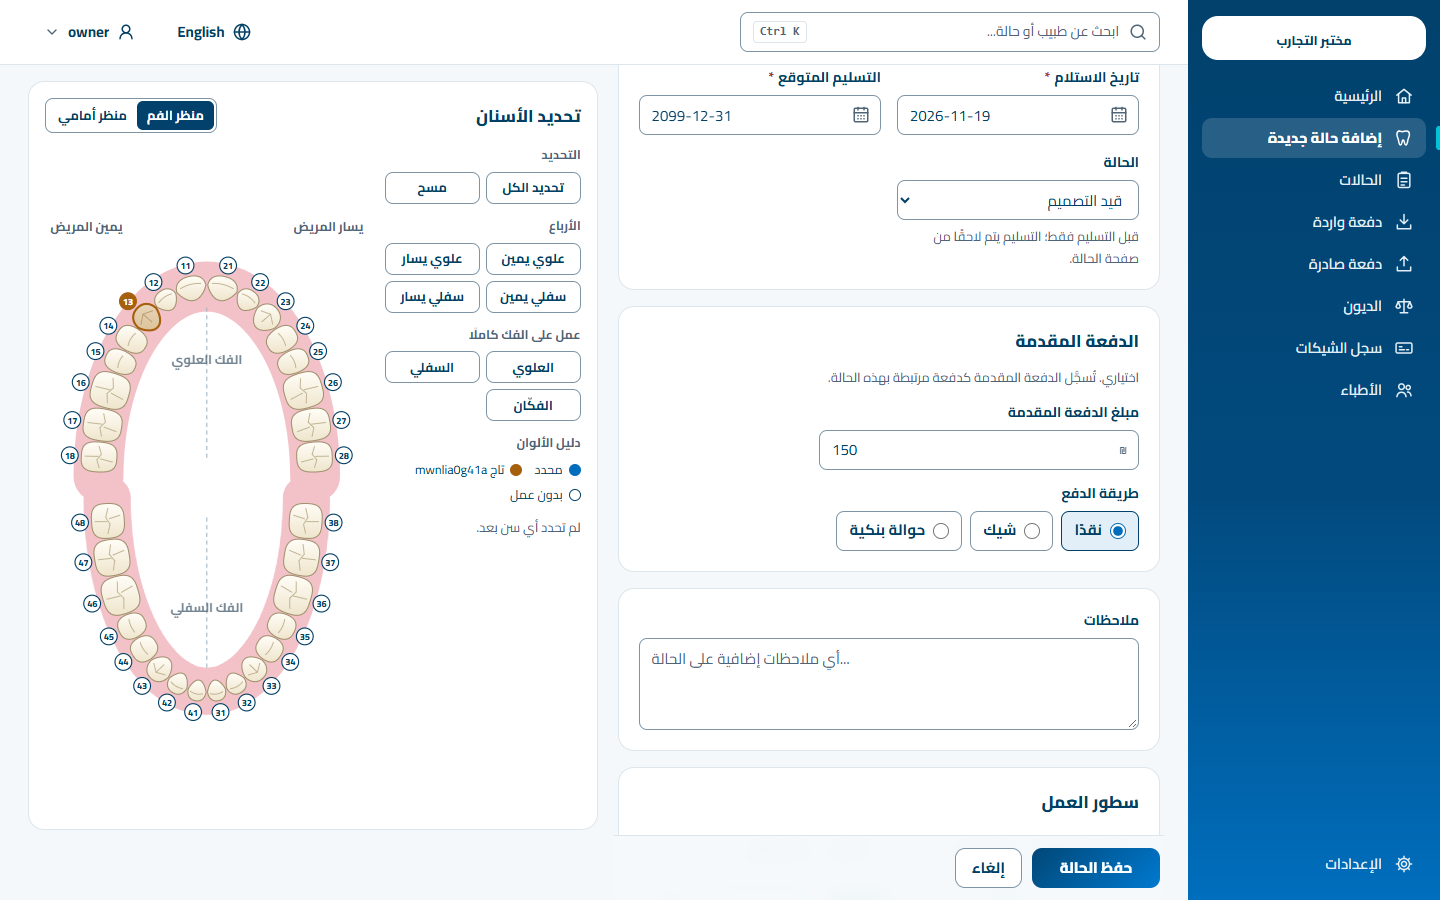 مختبر التجارب
الرئيسية
إضافة حالة جديدة
الحالات
دفعة واردة
دفعة صادرة
الديون
سجل الشيكات
الأطباء
الإعدادات
ابحث عن طبيب أو حالة...
Ctrl K
English
owner
تاريخ الاستلام *
التسليم المتوقع *
2026-11-19
2099-12-31
الحالة
قيد التصميم
قبل التسليم فقط؛ التسليم يتم لاحقًا من
صفحة الحالة.
الدفعة المقدمة
اختياري. تُسجَّل الدفعة المقدمة كدفعة مرتبطة بهذه الحالة.
مبلغ الدفعة المقدمة
₪
150
طريقة الدفع
نقدًا
شيك
حوالة بنكية
ملاحظات
أي ملاحظات إضافية على الحالة...
سطور العمل
حفظ الحالة
إلغاء
تحديد الأسنان
منظر الفم
منظر أمامي
التحديد
تحديد الكل
مسح
الأرباع
علوي يمين
علوي يسار
سفلي يمين
سفلي يسار
عمل على الفك كاملًا
العلوي
السفلي
الفكّان
دليل الألوان
محدد
تاج mwnlia0g41a
بدون عمل
لم تحدد أي سن بعد.
يسار المريض
يمين المريض
11
21
12
22
13
23
14
24
15
25
الفك العلوي
16
26
17
27
18
28
48
38
47
37
46
36
الفك السفلي
45
35
44
34
43
33
42
32
41
31